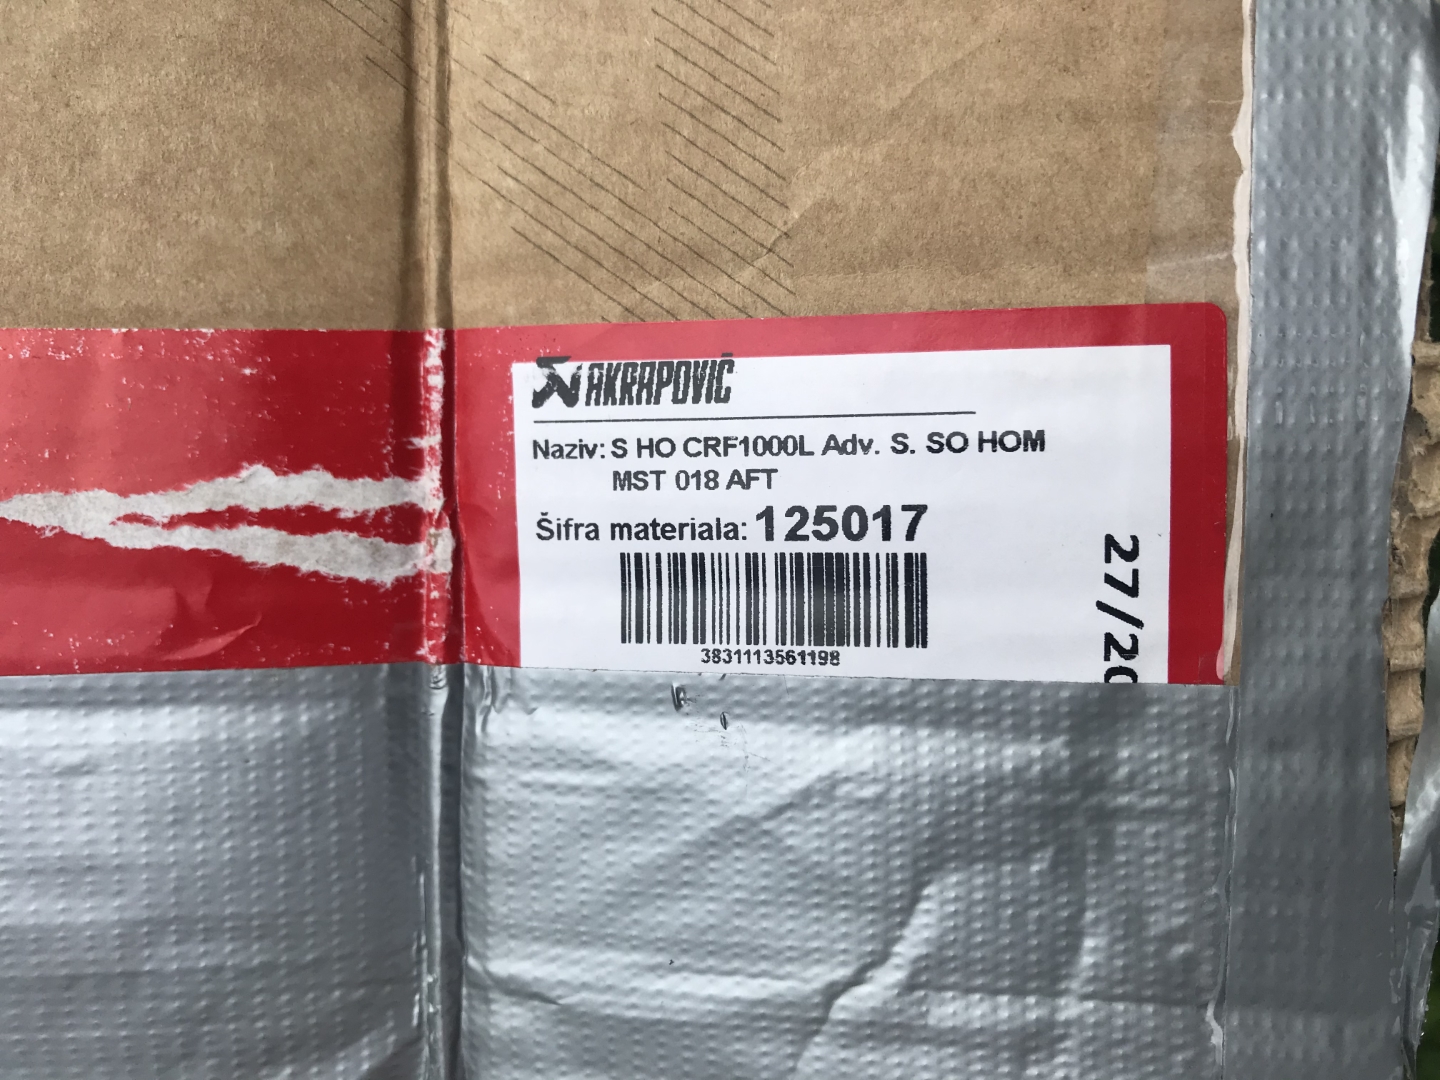 AKRAPOVIČ
Naziv: S HO CRF1000L Adv. S. SO HOM
MST 018 AFT
Šifra materiala: 125017
3831113561198
27/20